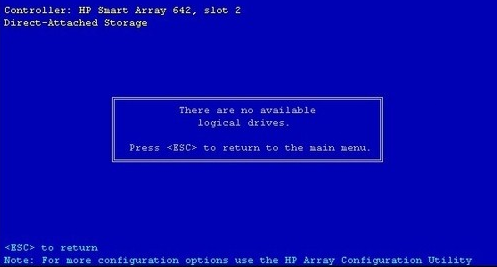 Controller: HP Smart Array 642, slot 2
Direct-Attached Storage
There are no available
logical drives.
Press <ESC> to return to the main menu.
<ESC> to return
Note: For more configuration options use the HP Array Configuration Utility